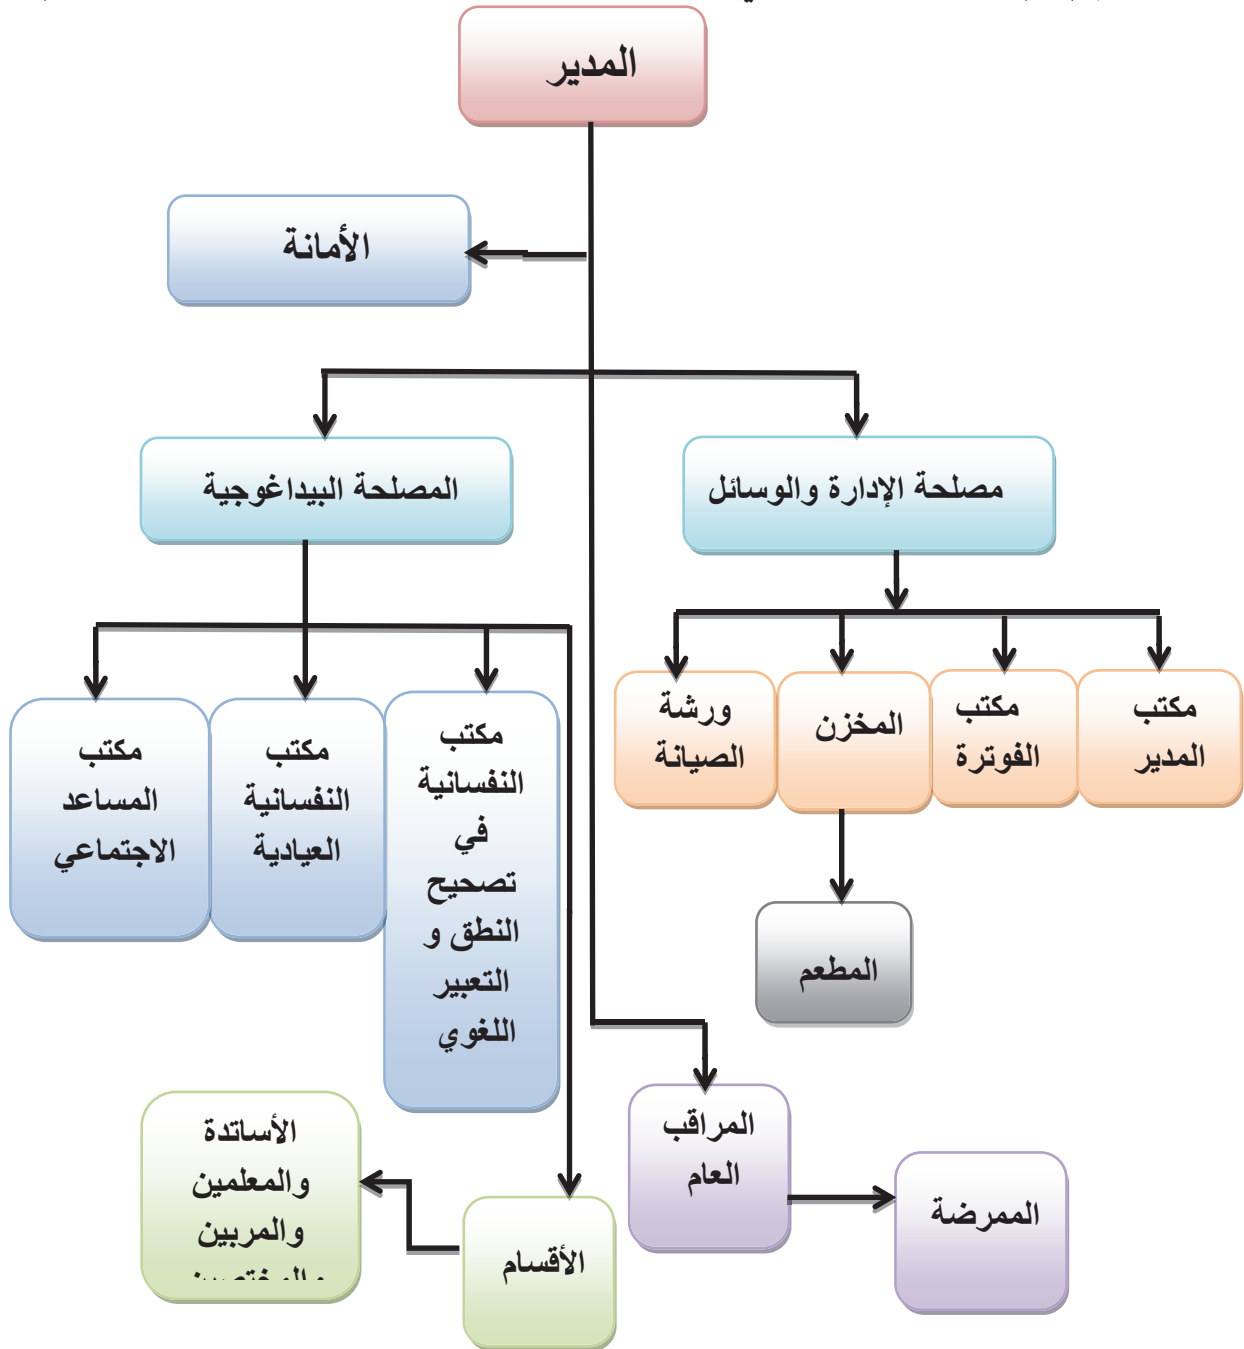 المدير
الأمانة
مصلحة الإدارة والوسائل
المصلحة البيداغوجية
مكتب
المدير
مكتب
الفوترة
المخزن
ورشة
الصيانة
مكتب
النفسانية
في
تصحيح
النطق و
التعبير
اللغوي
مكتب
النفسانية
العيادية
مكتب
المساعد
الاجتماعي
المطعم
المراقب
العام
الممرضة
الأقسام
الأساتدة
والمعلمين
والمربين